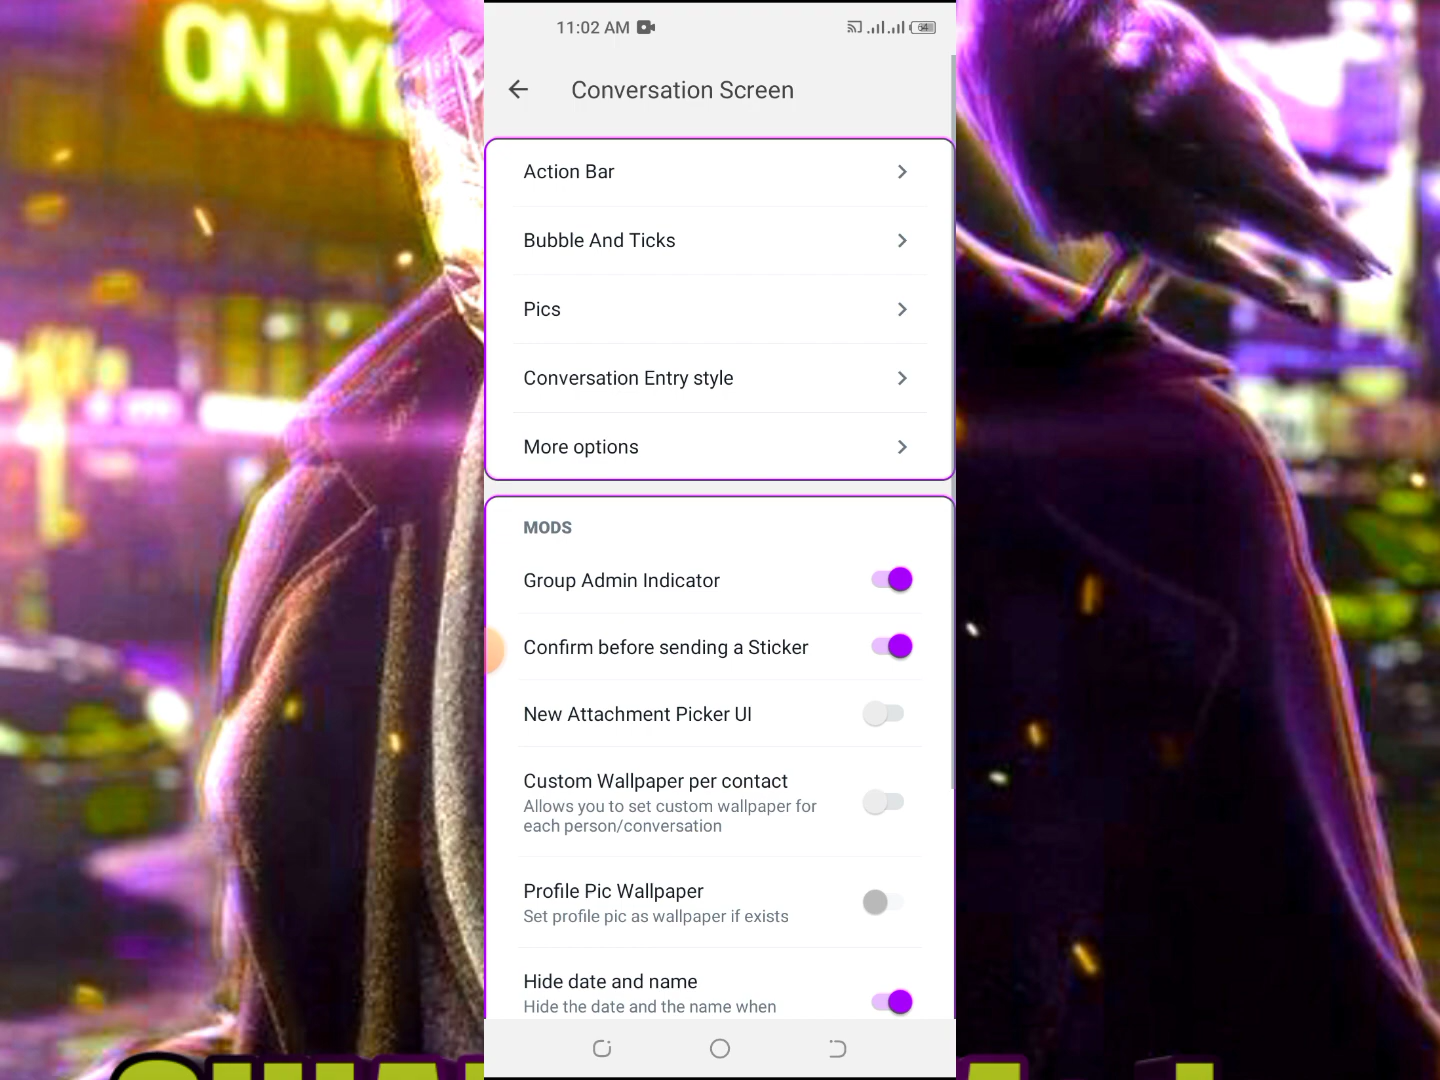 ON
11:02 AM
64
Conversation Screen
Action Bar
Bubble And Ticks
Pics
Conversation Entry style
More options
MODS
Group Admin Indicator
Confirm before sending a Sticker
New Attachment Picker UI
Custom Wallpaper per contact
Allows you to set custom wallpaper for
each person/conversation
Profile Pic Wallpaper
Set profile pic as wallpaper if exists
Hide date and name
Hide the date and the name when